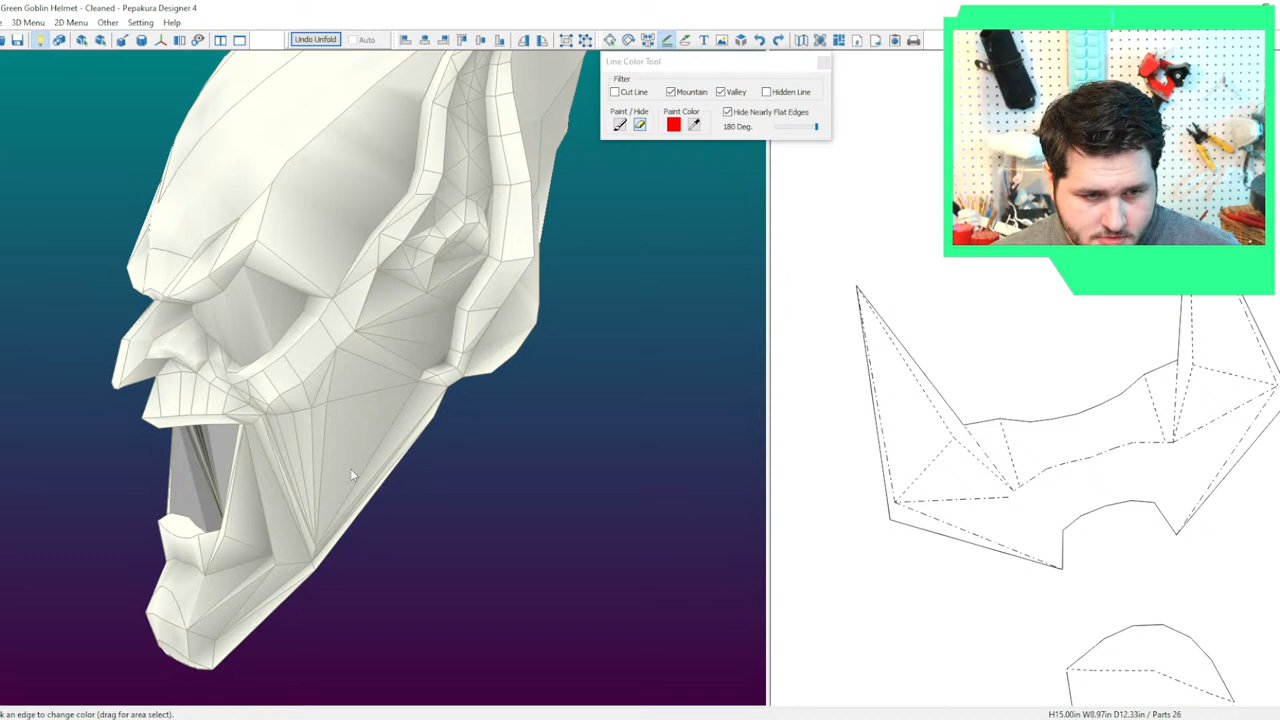 Green Goblin Helmet - Cleaned - Pepakura Designer 4
3D Menu 2D Menu Other Setting Help
Undo Unfold Auto
Line Color Tool
Filter
Cut Line Mountain Valley Hidden Line
Paint / Hide Paint Color Hide Nearly Flat Edges
180 Deg.
an edge to change color (drag for area select).
H15.00in W8.97in D12.33in / Parts 26